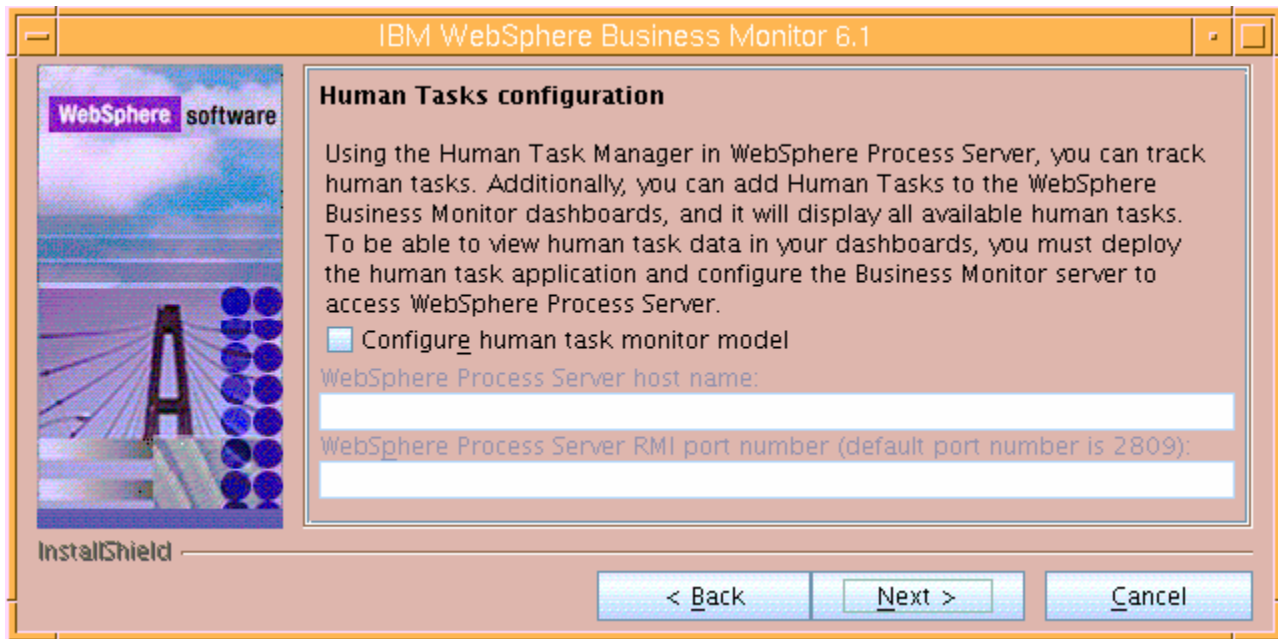 IBM WebSphere Business Monitor 6.1
WebSphere software
Human Tasks configuration
Using the Human Task Manager in WebSphere Process Server, you can track
human tasks. Additionally, you can add Human Tasks to the WebSphere
Business Monitor dashboards, and it will display all available human tasks.
To be able to view human task data in your dashboards, you must deploy
the human task application and configure the Business Monitor server to
access WebSphere Process Server.
Configure human task monitor model
WebSphere Process Server host name:
WebSphere Process Server RMI port number (default port number is 2809):
InstallShield
< Back Next > Cancel